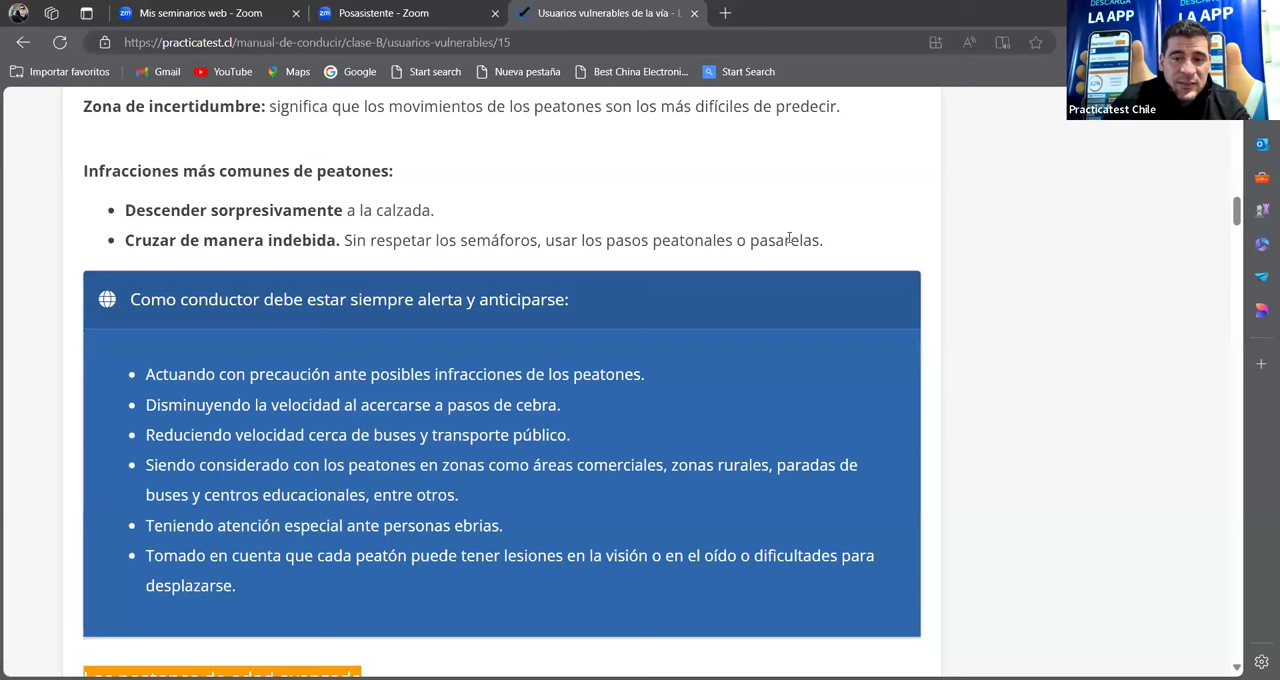 Mis seminarios web - Zoom
Posasistente - Zoom
Usuarios vulnerables de la vía - L
https://practicatest.cl/manual-de-conducir/clase-B/usuarios-vulnerables/15
Importar favoritos
Gmail
YouTube
Maps
Google
Start search
Nueva pestaña
Best China Electroni...
Start Search
DESCARGA
LA APP
DESCARGA
LA APP
Practicatest Chile
Zona de incertidumbre: significa que los movimientos de los peatones son los más difíciles de predecir.
Infracciones más comunes de peatones:
Descender sorpresivamente a la calzada.
Cruzar de manera indebida. Sin respetar los semáforos, usar los pasos peatonales o pasarelas.
Como conductor debe estar siempre alerta y anticiparse:
Actuando con precaución ante posibles infracciones de los peatones.
Disminuyendo la velocidad al acercarse a pasos de cebra.
Reduciendo velocidad cerca de buses y transporte público.
Siendo considerado con los peatones en zonas como áreas comerciales, zonas rurales, paradas de
buses y centros educacionales, entre otros.
Teniendo atención especial ante personas ebrias.
Tomado en cuenta que cada peatón puede tener lesiones en la visión o en el oído o dificultades para
desplazarse.
Los peatones de edad avanzada